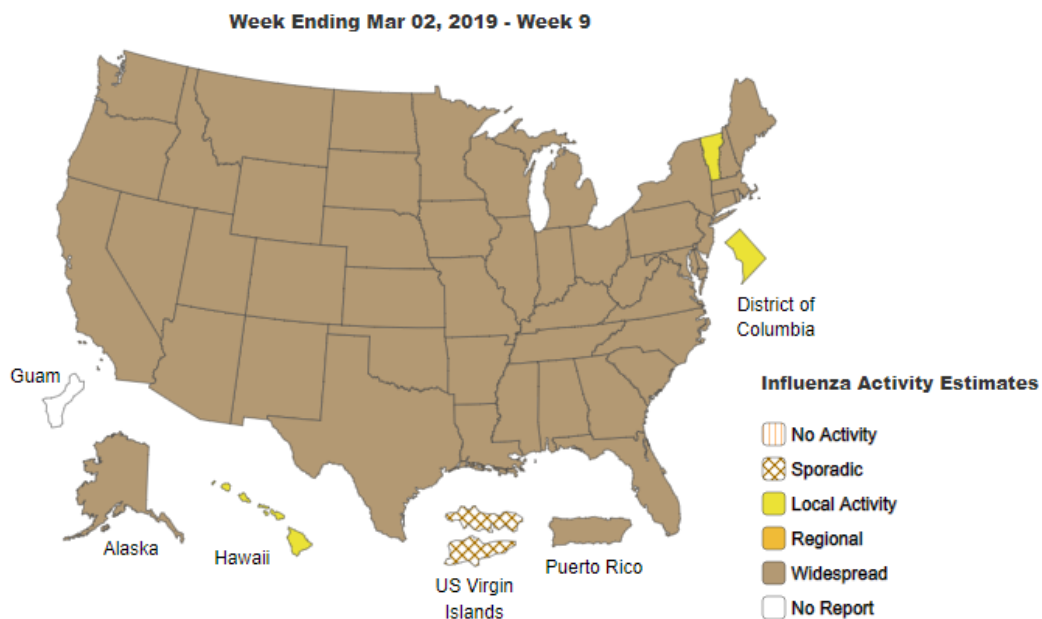 Week Ending Mar 02, 2019 - Week 9
District of
Columbia
Guam
Alaska
Hawaii
US Virgin
Islands
Puerto Rico
Influenza Activity Estimates
No Activity
Sporadic
Local Activity
Regional
Widespread
No Report